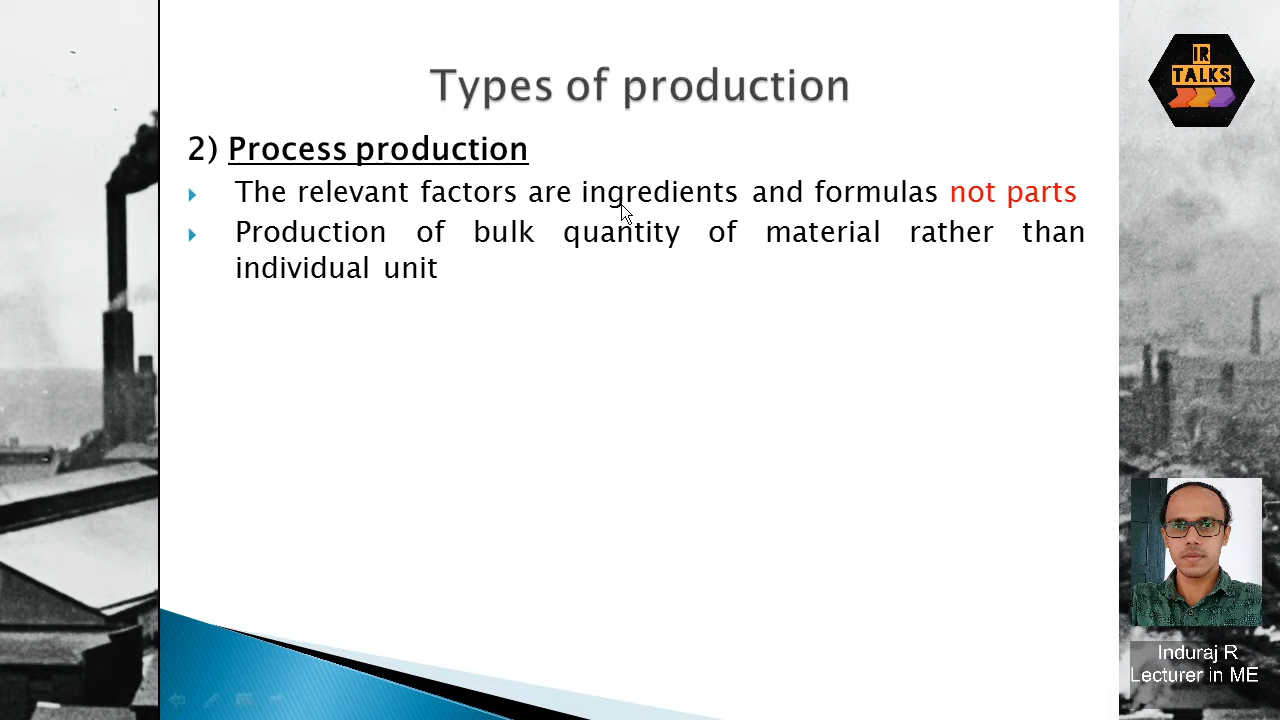 Types of production
IR
TALKS
2) Process production
The relevant factors are ingredients and formulas not parts
Production of bulk quantity of material rather than
individual unit
Induraj R
Lecturer in ME